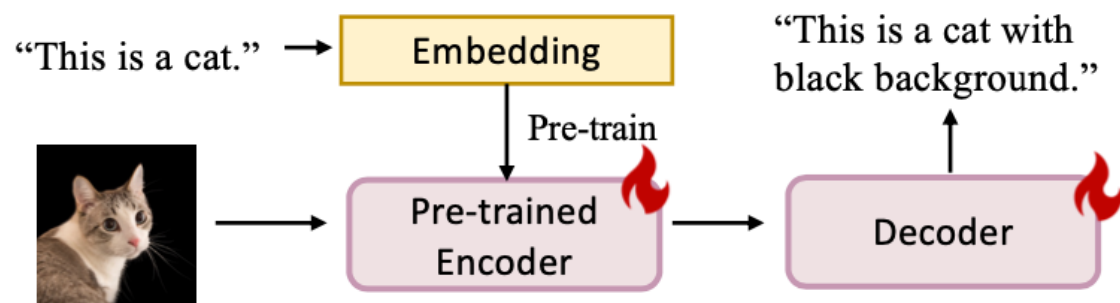 “This is a cat.”
Embedding
“This is a cat with
black background.”
Pre-train
Pre-trained
Encoder
Decoder